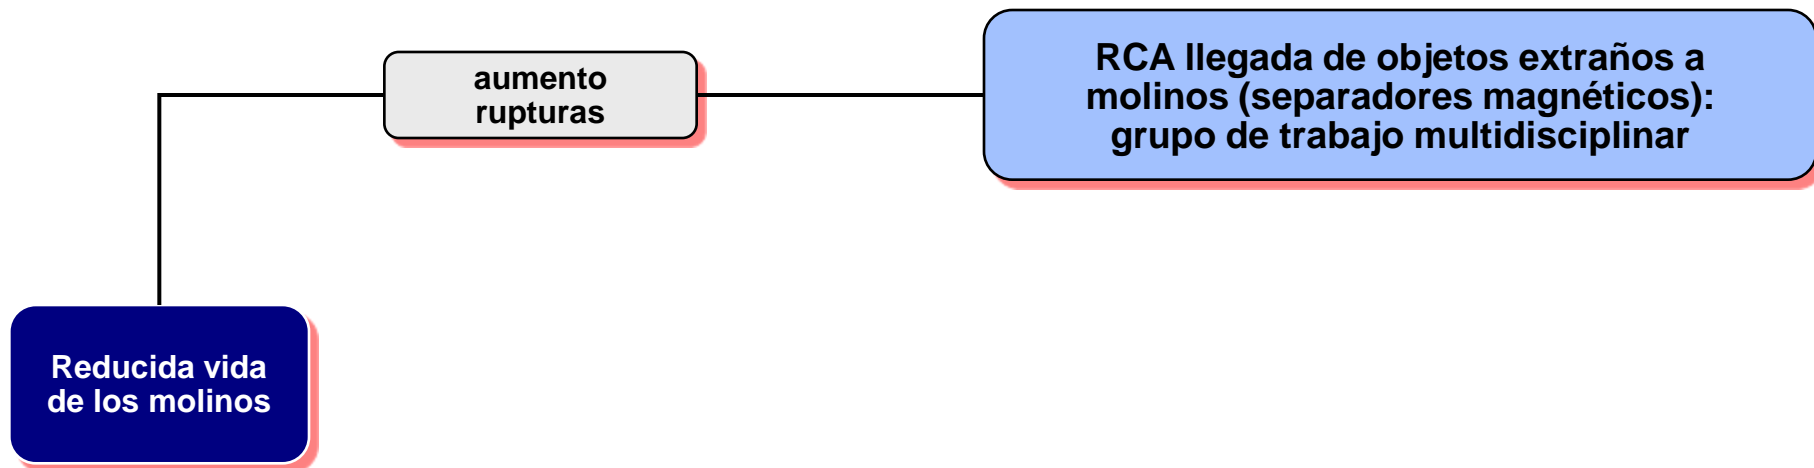 aumento
rupturas
RCA llegada de objetos extraños a
molinos (separadores magnéticos):
grupo de trabajo multidisciplinar
Reducida vida
de los molinos